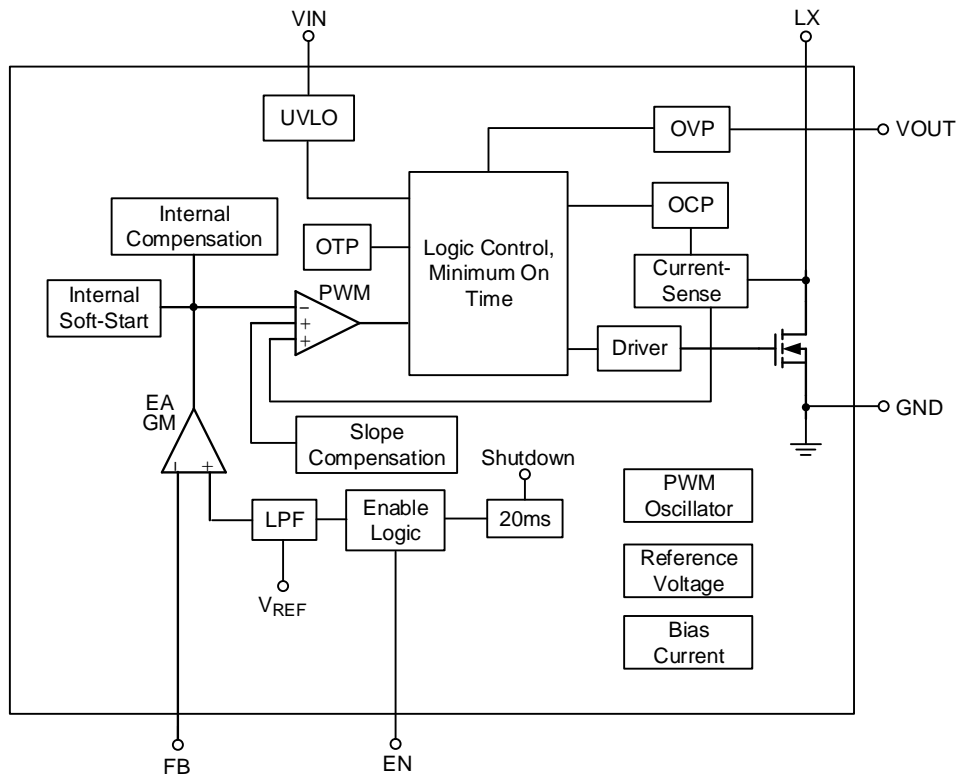 VIN
LX
UVLO
OVP
VOUT
Internal
Compensation
OCP
OTP
Logic Control,
Minimum On
Time
Current-
Sense
Internal
Soft-Start
PWM
−
+
+
Driver
EA
GM
GND
Slope
Compensation
− +
Shutdown
PWM
Oscillator
LPF
Enable
Logic
20ms
Reference
Voltage
VREF
Bias
Current
FB
EN